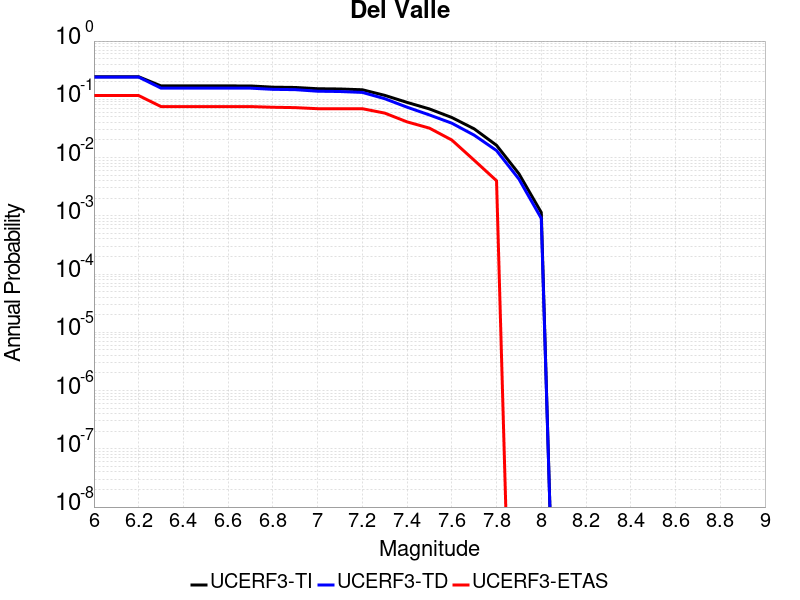 Del Valle
10^0
10^-1
10^-2
10^-3
10^-4
10^-5
10^-6
10^-7
10^-8
Annual Probability
6 6.2 6.4 6.6 6.8 7 7.2 7.4 7.6 7.8 8 8.2 8.4 8.6 8.8 9
Magnitude
UCERF3-TI UCERF3-TD UCERF3-ETAS